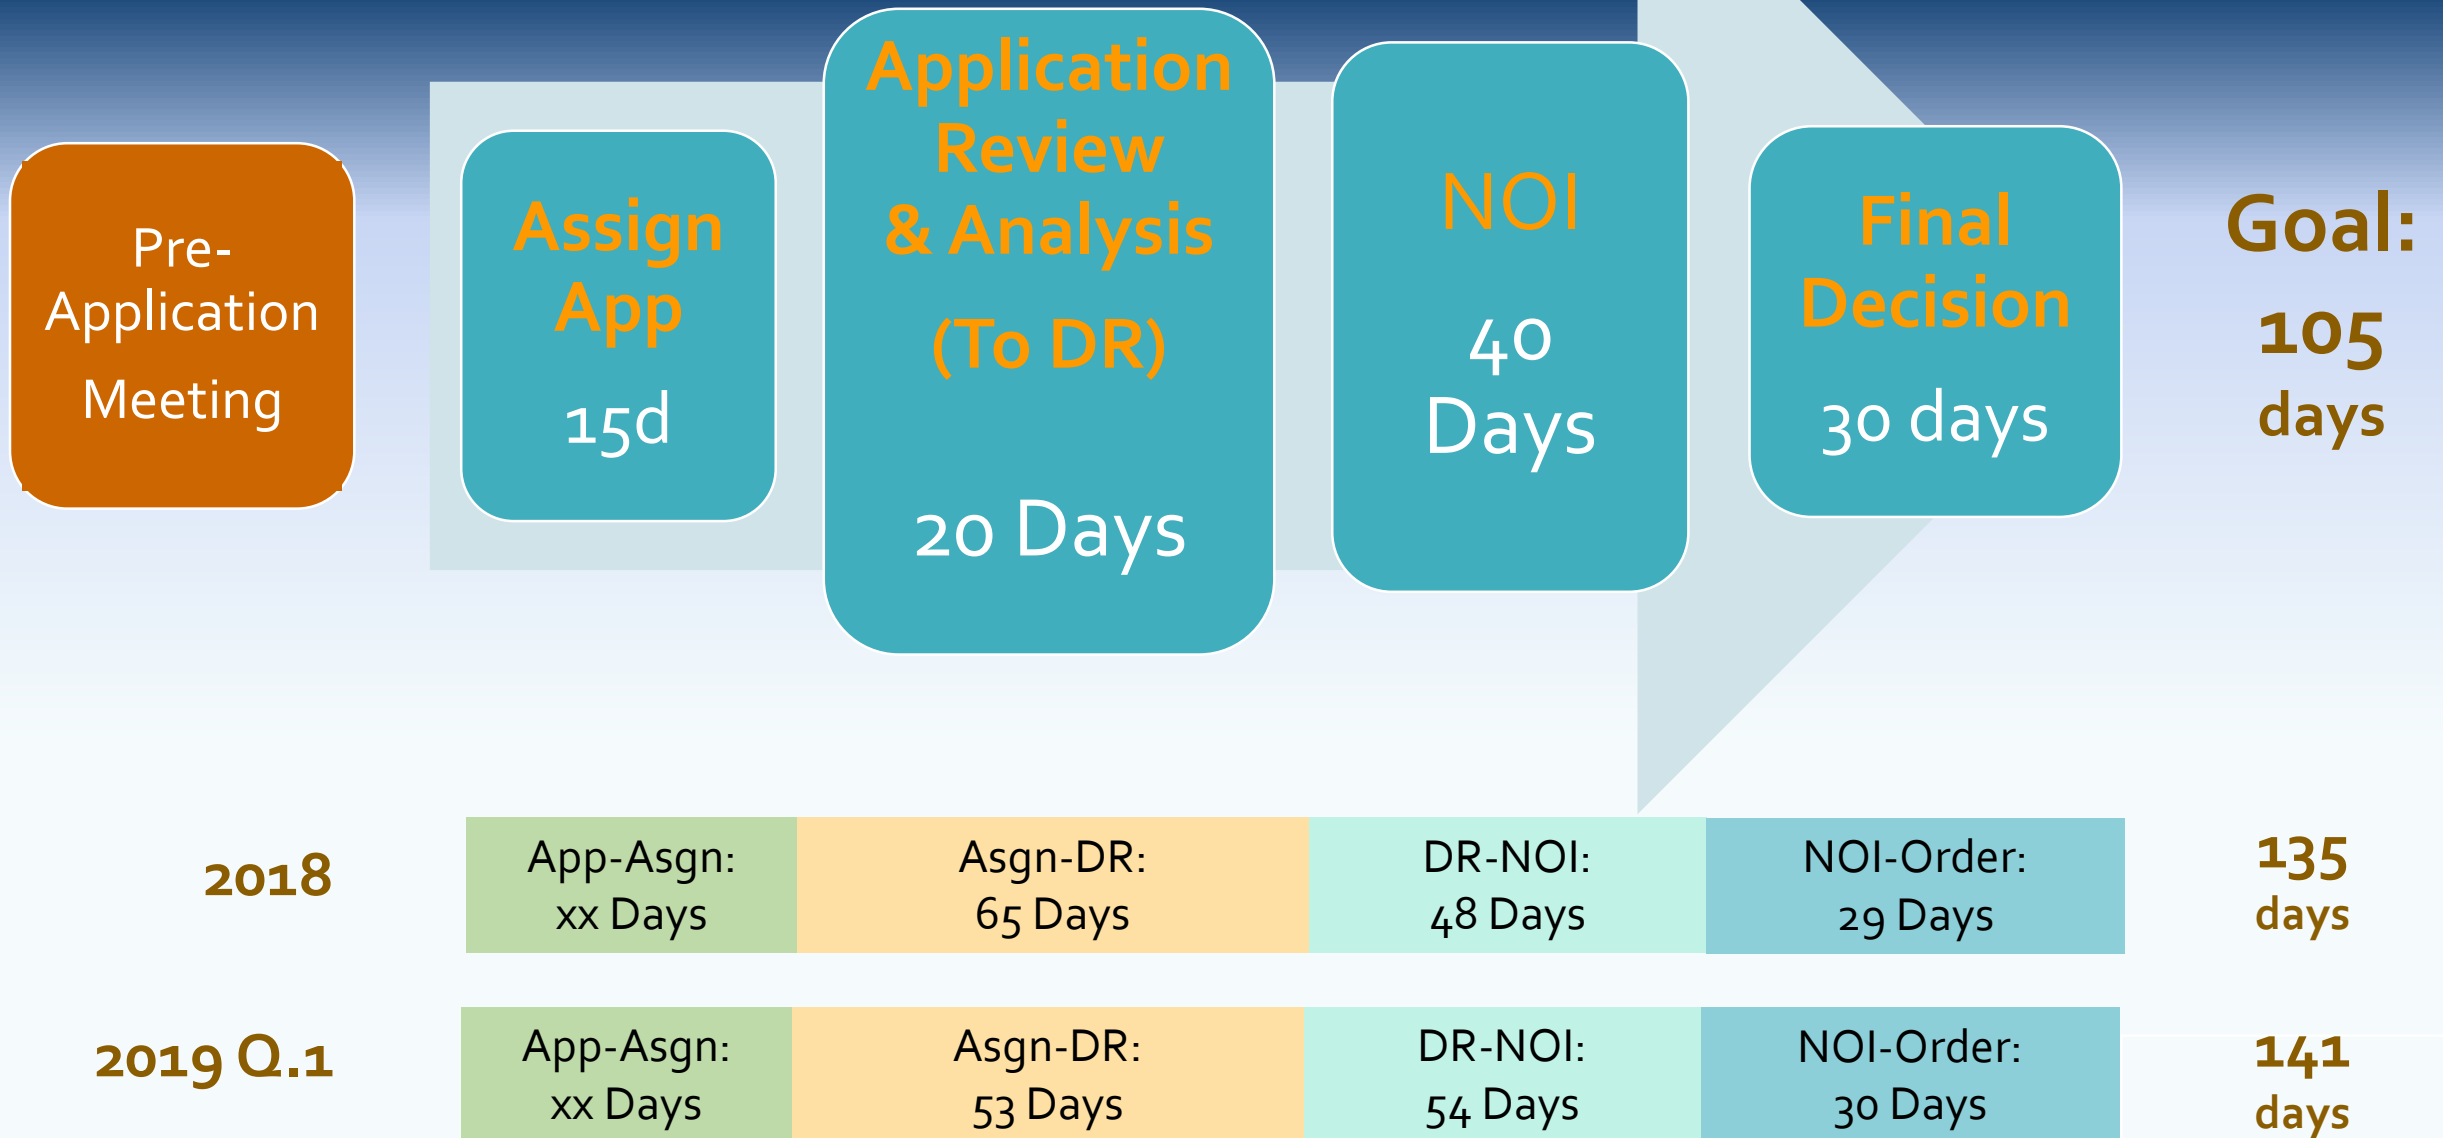 Pre-
Application
Meeting
Assign
App
15d
Application
Review
& Analysis
(To DR)
20 Days
NOI
40
Days
Final
Decision
30 days
Goal:
105
days
2018
App-Asgn:
xx Days
Asgn-DR:
65 Days
DR-NOI:
48 Days
NOI-Order:
29 Days
135
days
2019 Q.1
App-Asgn:
xx Days
Asgn-DR:
53 Days
DR-NOI:
54 Days
NOI-Order:
30 Days
141
days